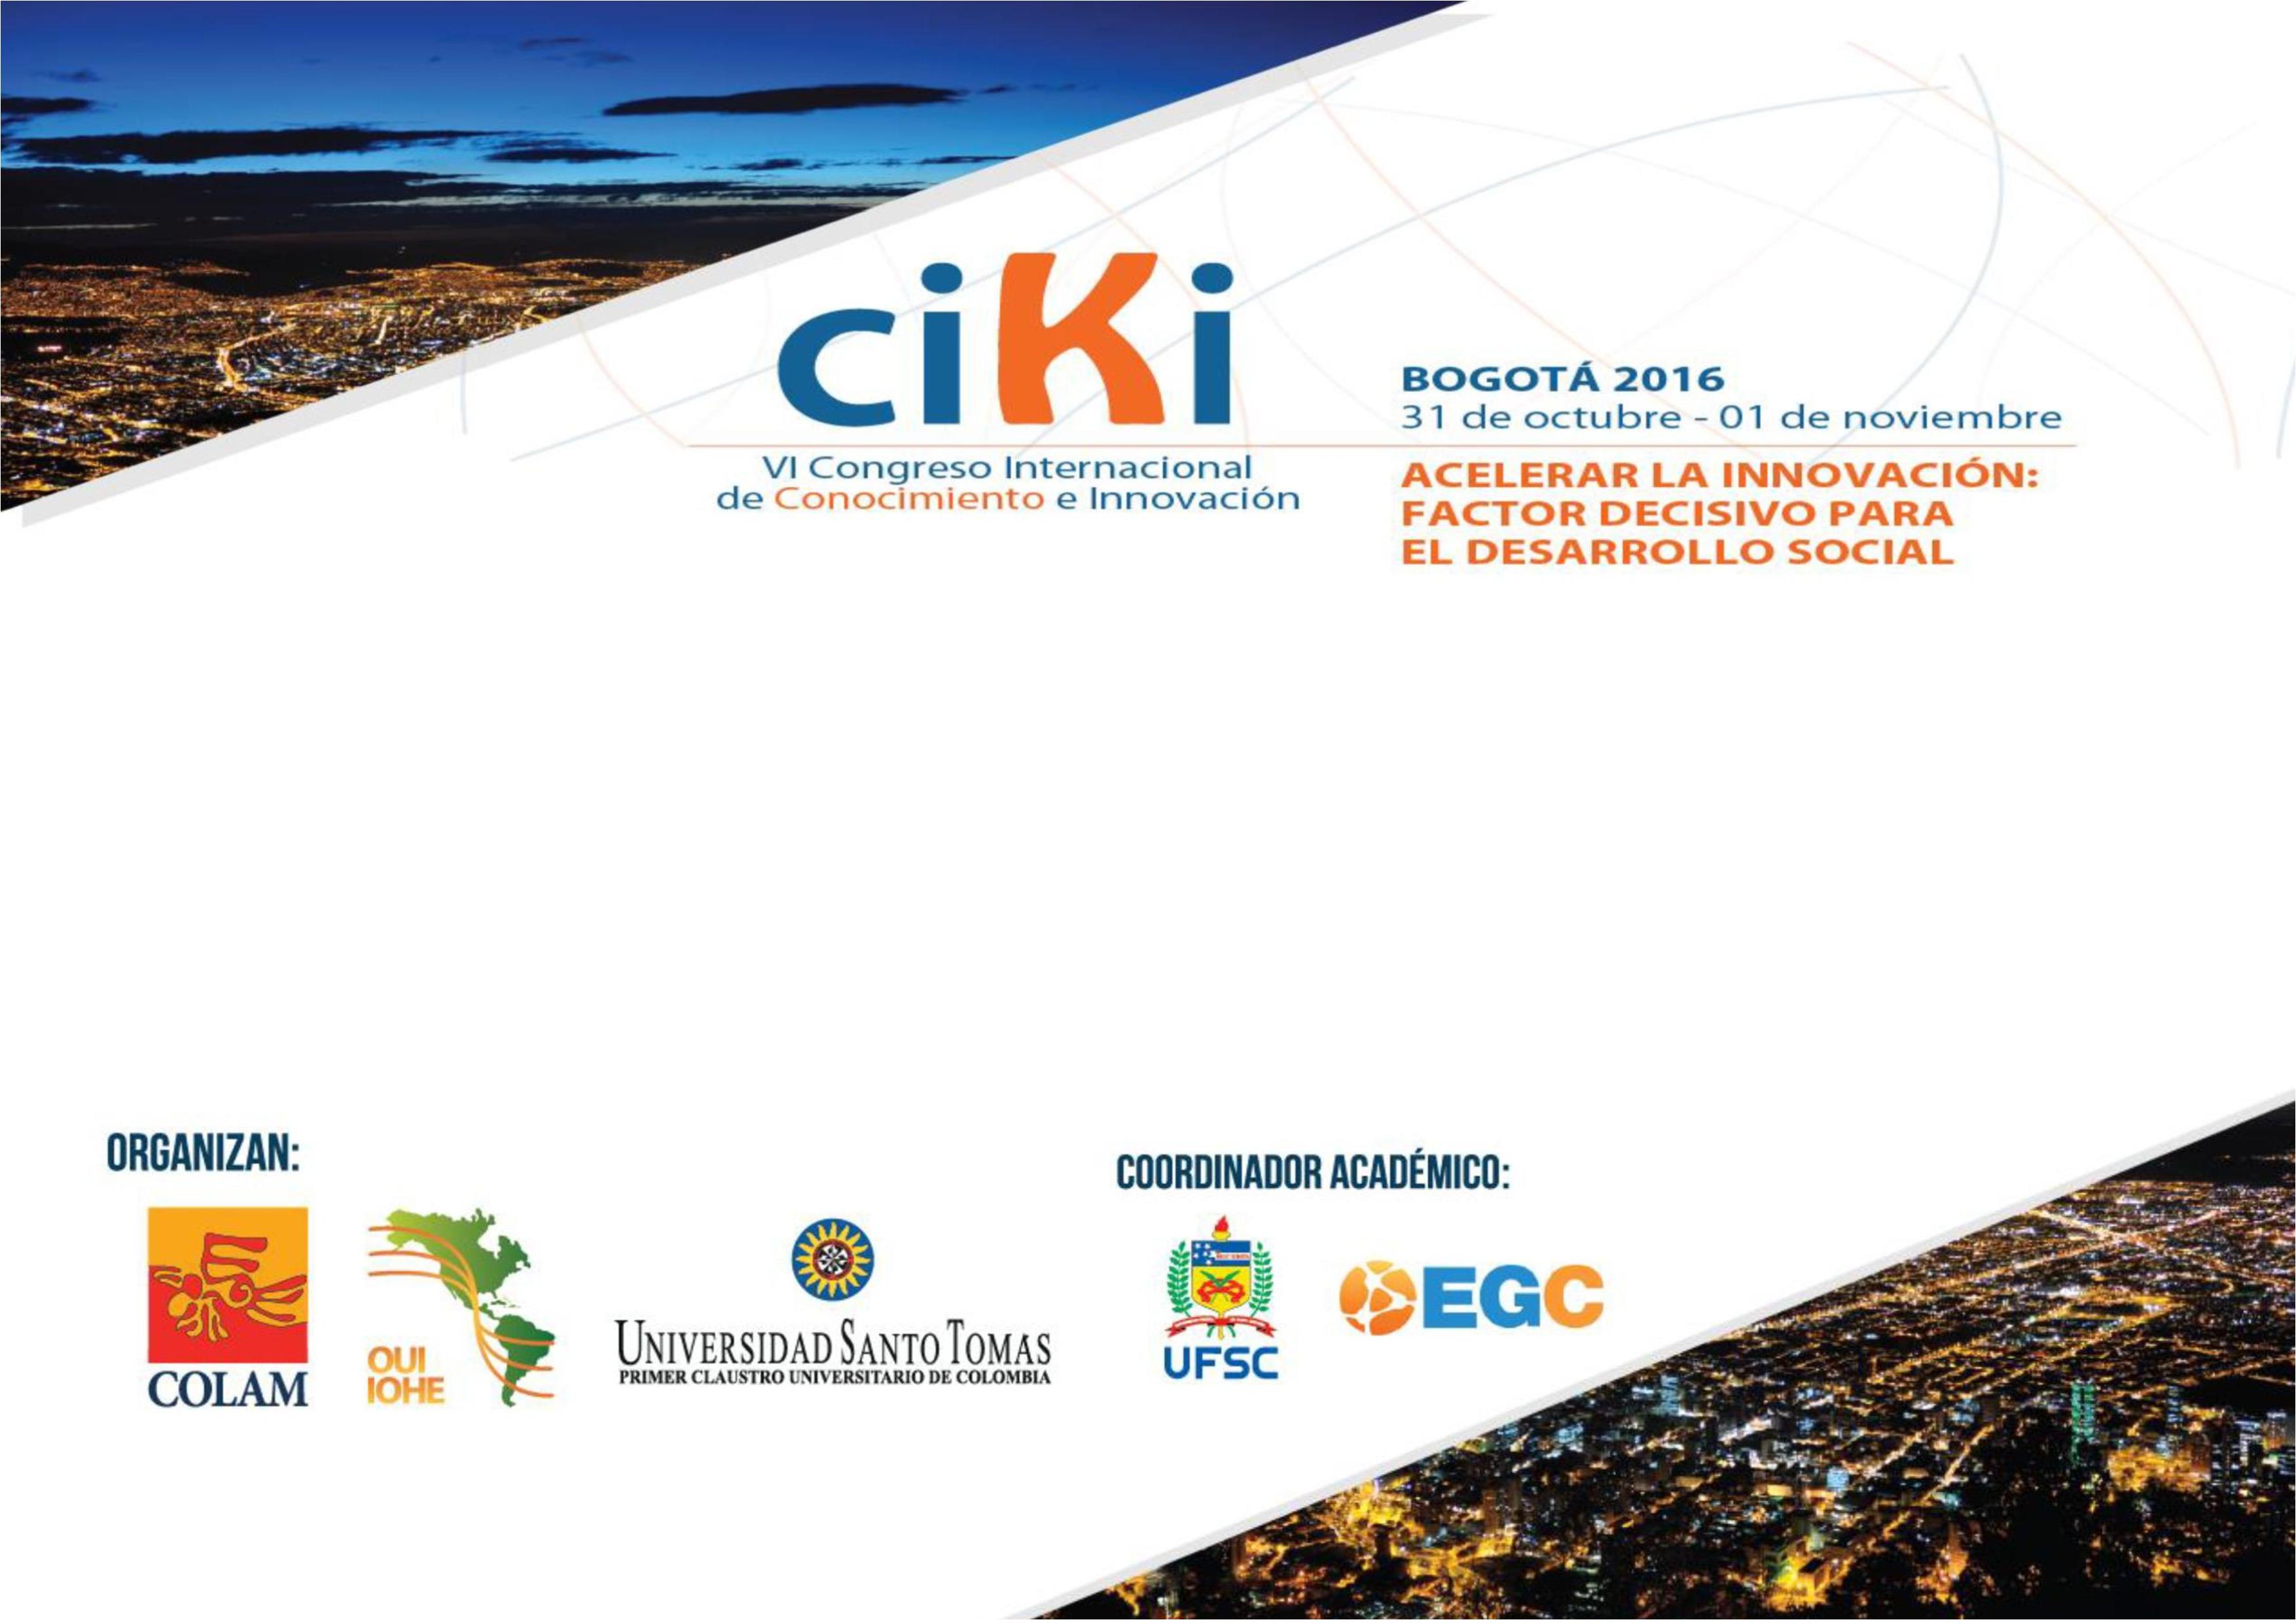 ciKi
VI Congreso Internacional
de Conocimiento e Innovación
BOGOTÁ 2016
31 de octubre - 01 de noviembre
ACELERAR LA INNOVACIÓN:
FACTOR DECISIVO PARA
EL DESARROLLO SOCIAL
ORGANIZAN:
COLAM
OUI
IOHE
UNIVERSIDAD SANTO TOMAS
PRIMER CLAUSTRO UNIVERSITARIO DE COLOMBIA
COORDINADOR ACADÉMICO:
UFSC
EGC